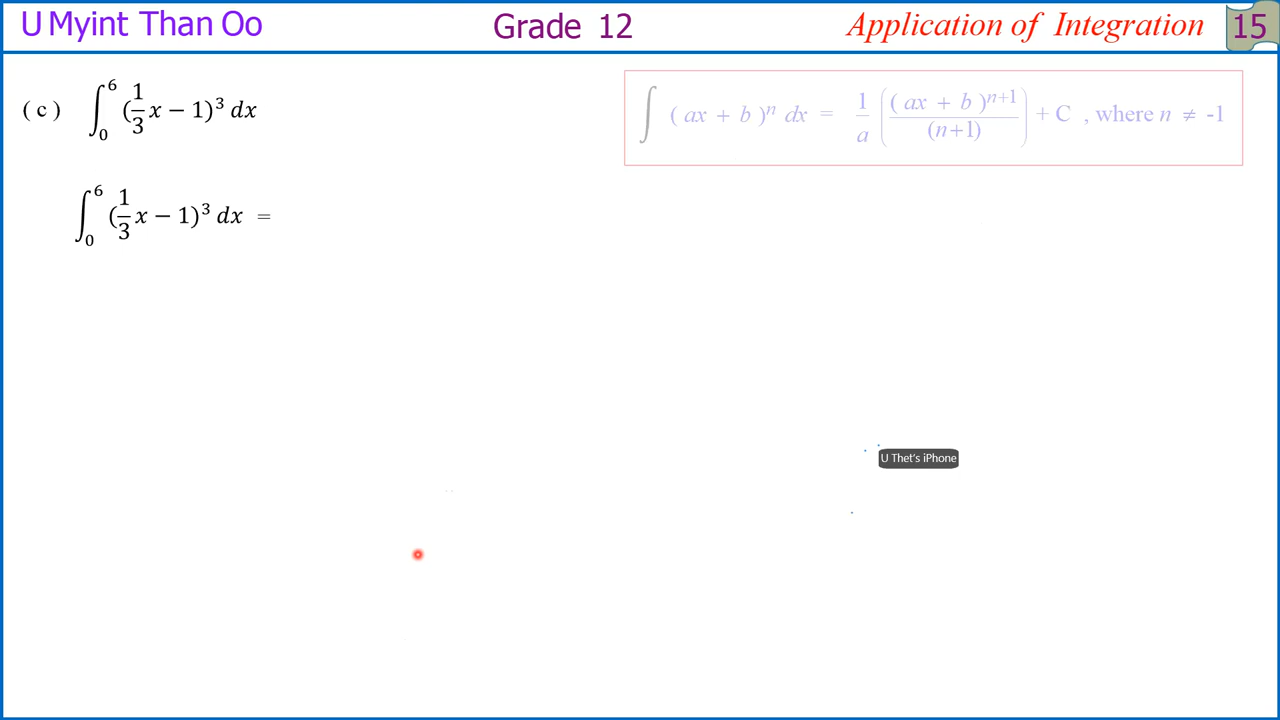 U Myint Than Oo Grade 12 Application of Integration 15
( c ) ∫₀⁶ (1/3 x − 1)³ dx
∫ ( ax + b )ⁿ dx = 1/a ( ( ax + b )ⁿ⁺¹ / (n+1) ) + C , where n ≠ -1
∫₀⁶ (1/3 x − 1)³ dx =
U Thet's iPhone